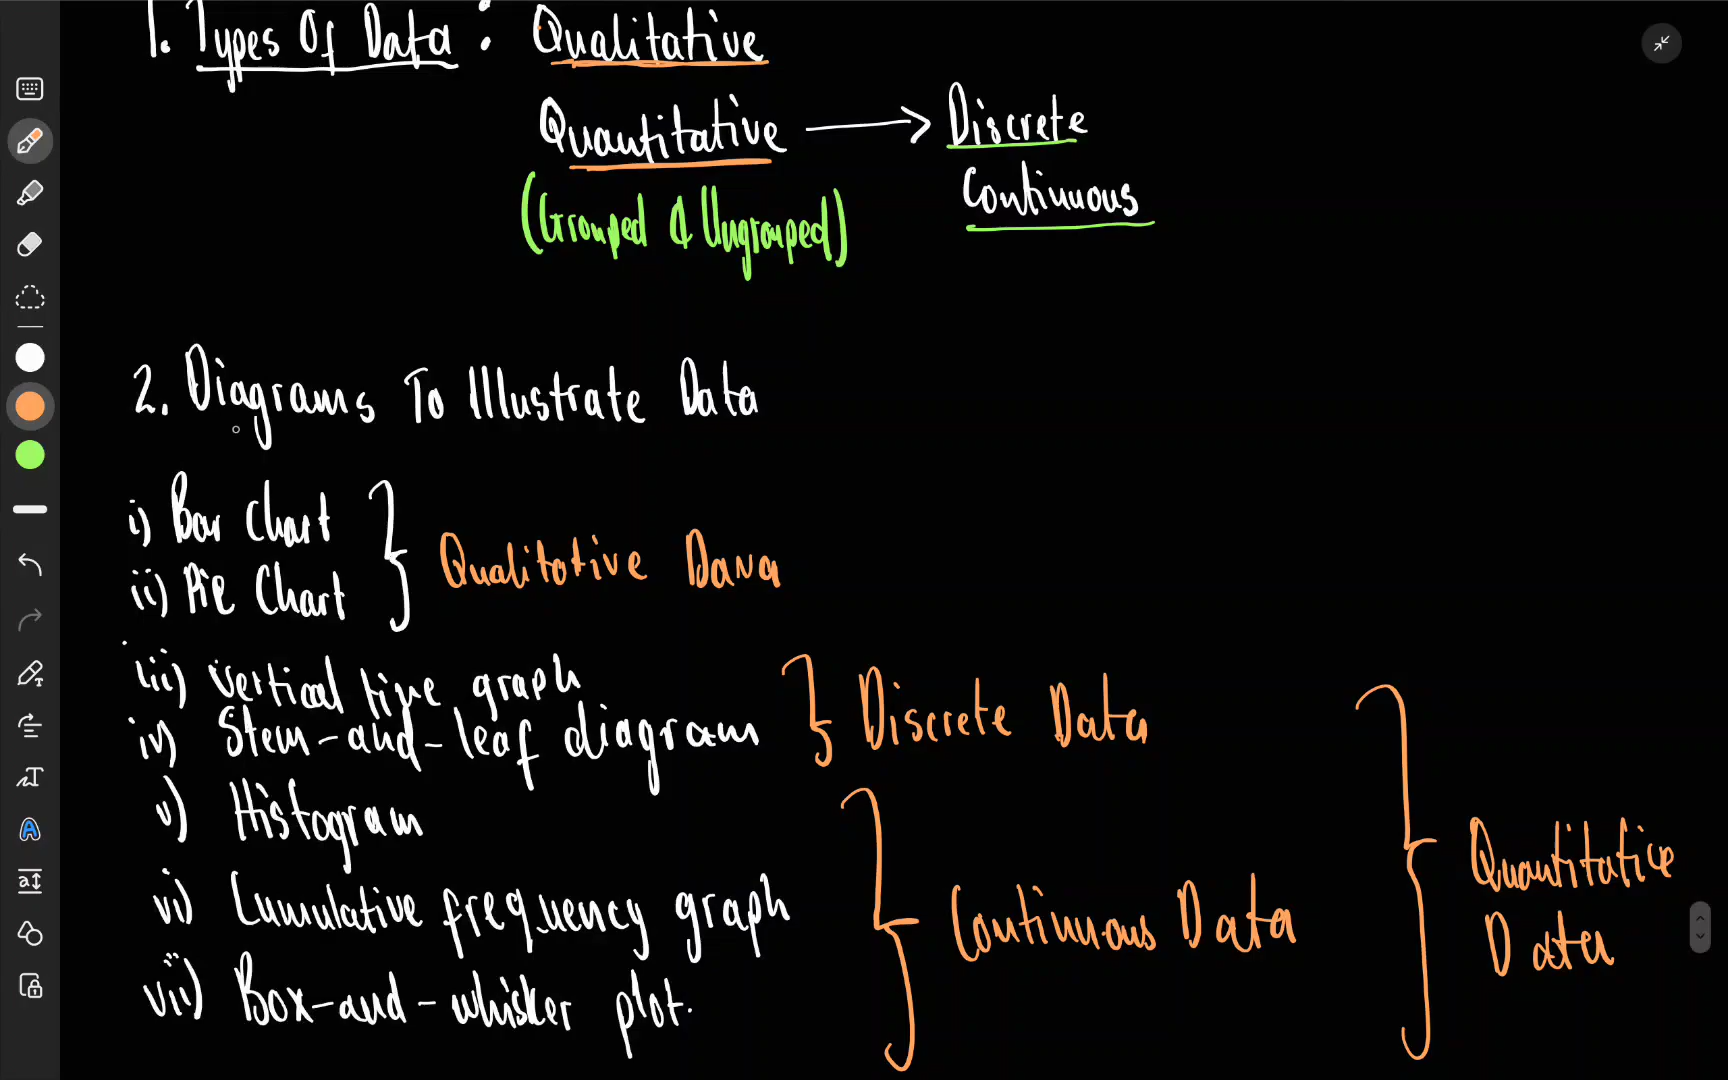 1. Types Of Data : Qualitative
Quantitative → Discrete
Continuous
(Grouped & Ungrouped)
2. Diagrams To Illustrate Data
i) Bar Chart
ii) Pie Chart
Qualitative Data
iii) Vertical line graph
iv) Stem-and-leaf diagram
Discrete Data
v) Histogram
vi) Cumulative frequency graph
vii) Box-and-whisker plot.
Continuous Data
Quantitative
Data